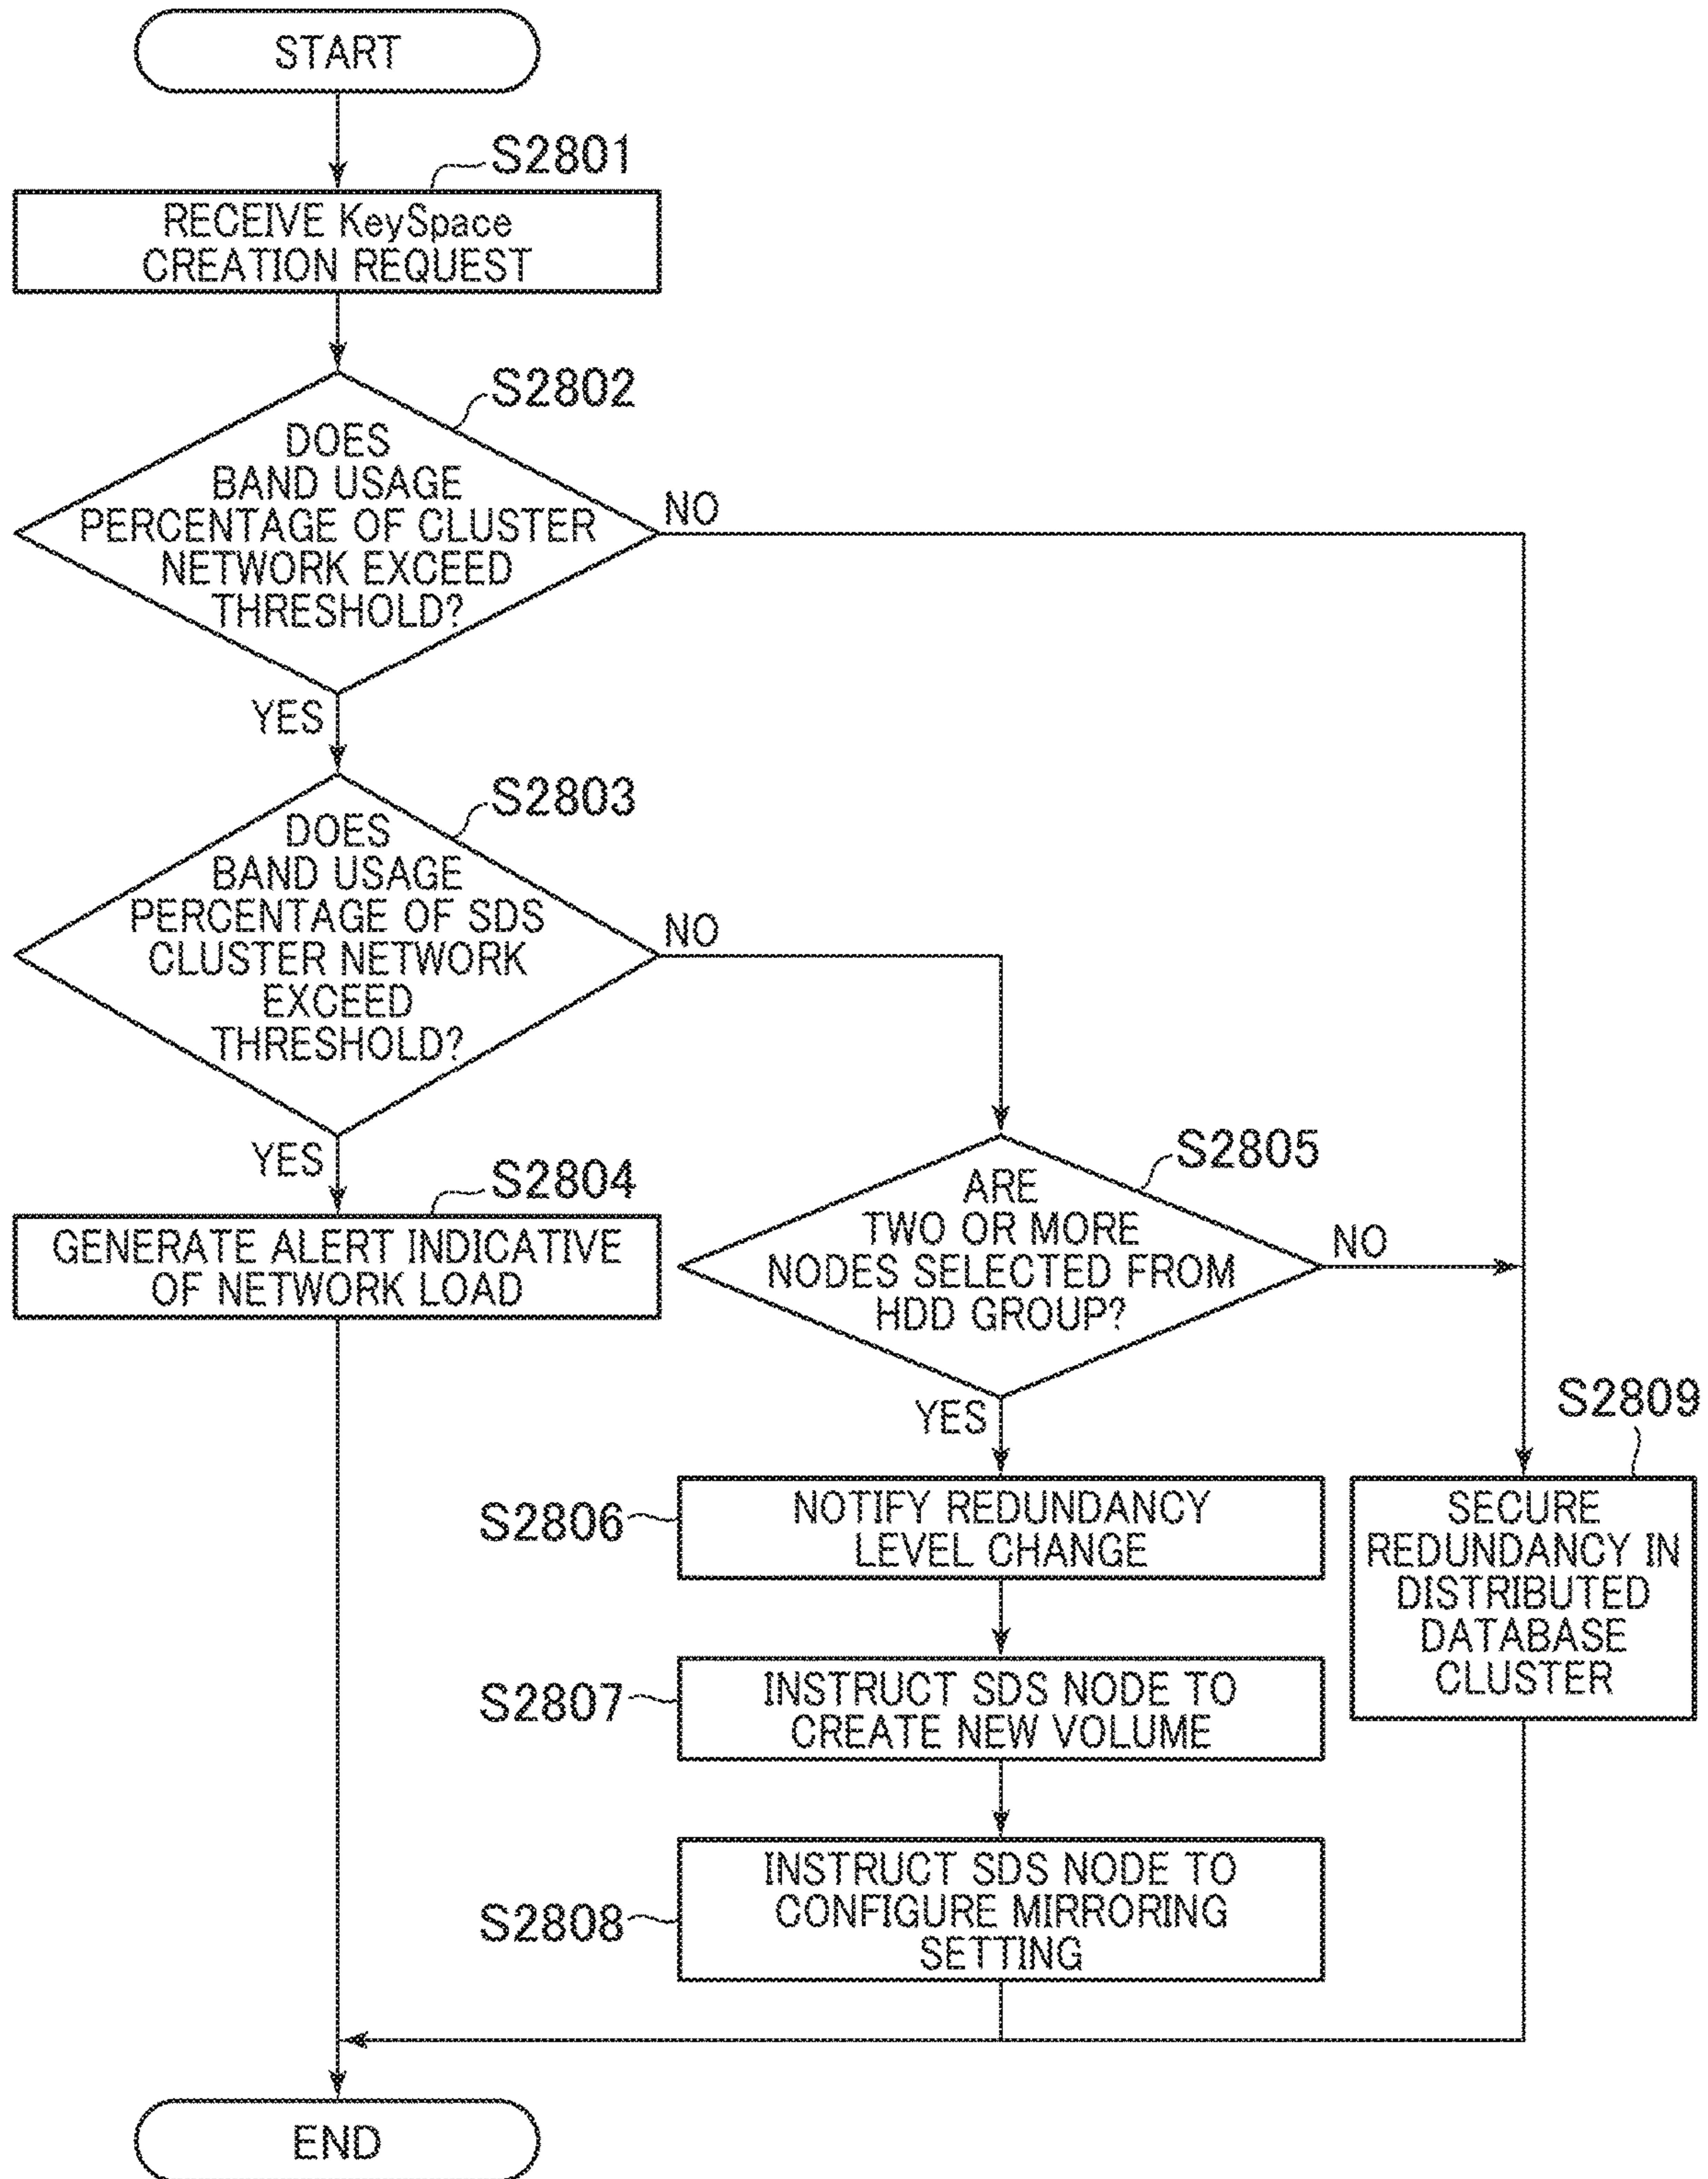 START
S2801
RECEIVE KeySpace
CREATION REQUEST
S2802
DOES
BAND USAGE
PERCENTAGE OF CLUSTER
NETWORK EXCEED
THRESHOLD?
NO
YES
S2803
DOES
BAND USAGE
PERCENTAGE OF SDS
CLUSTER NETWORK
EXCEED
THRESHOLD?
NO
YES
S2804
GENERATE ALERT INDICATIVE
OF NETWORK LOAD
S2805
ARE
TWO OR MORE
NODES SELECTED FROM
HDD GROUP?
NO
YES
S2806
NOTIFY REDUNDANCY
LEVEL CHANGE
S2807
INSTRUCT SDS NODE TO
CREATE NEW VOLUME
S2808
INSTRUCT SDS NODE TO
CONFIGURE MIRRORING
SETTING
S2809
SECURE
REDUNDANCY IN
DISTRIBUTED
DATABASE
CLUSTER
END